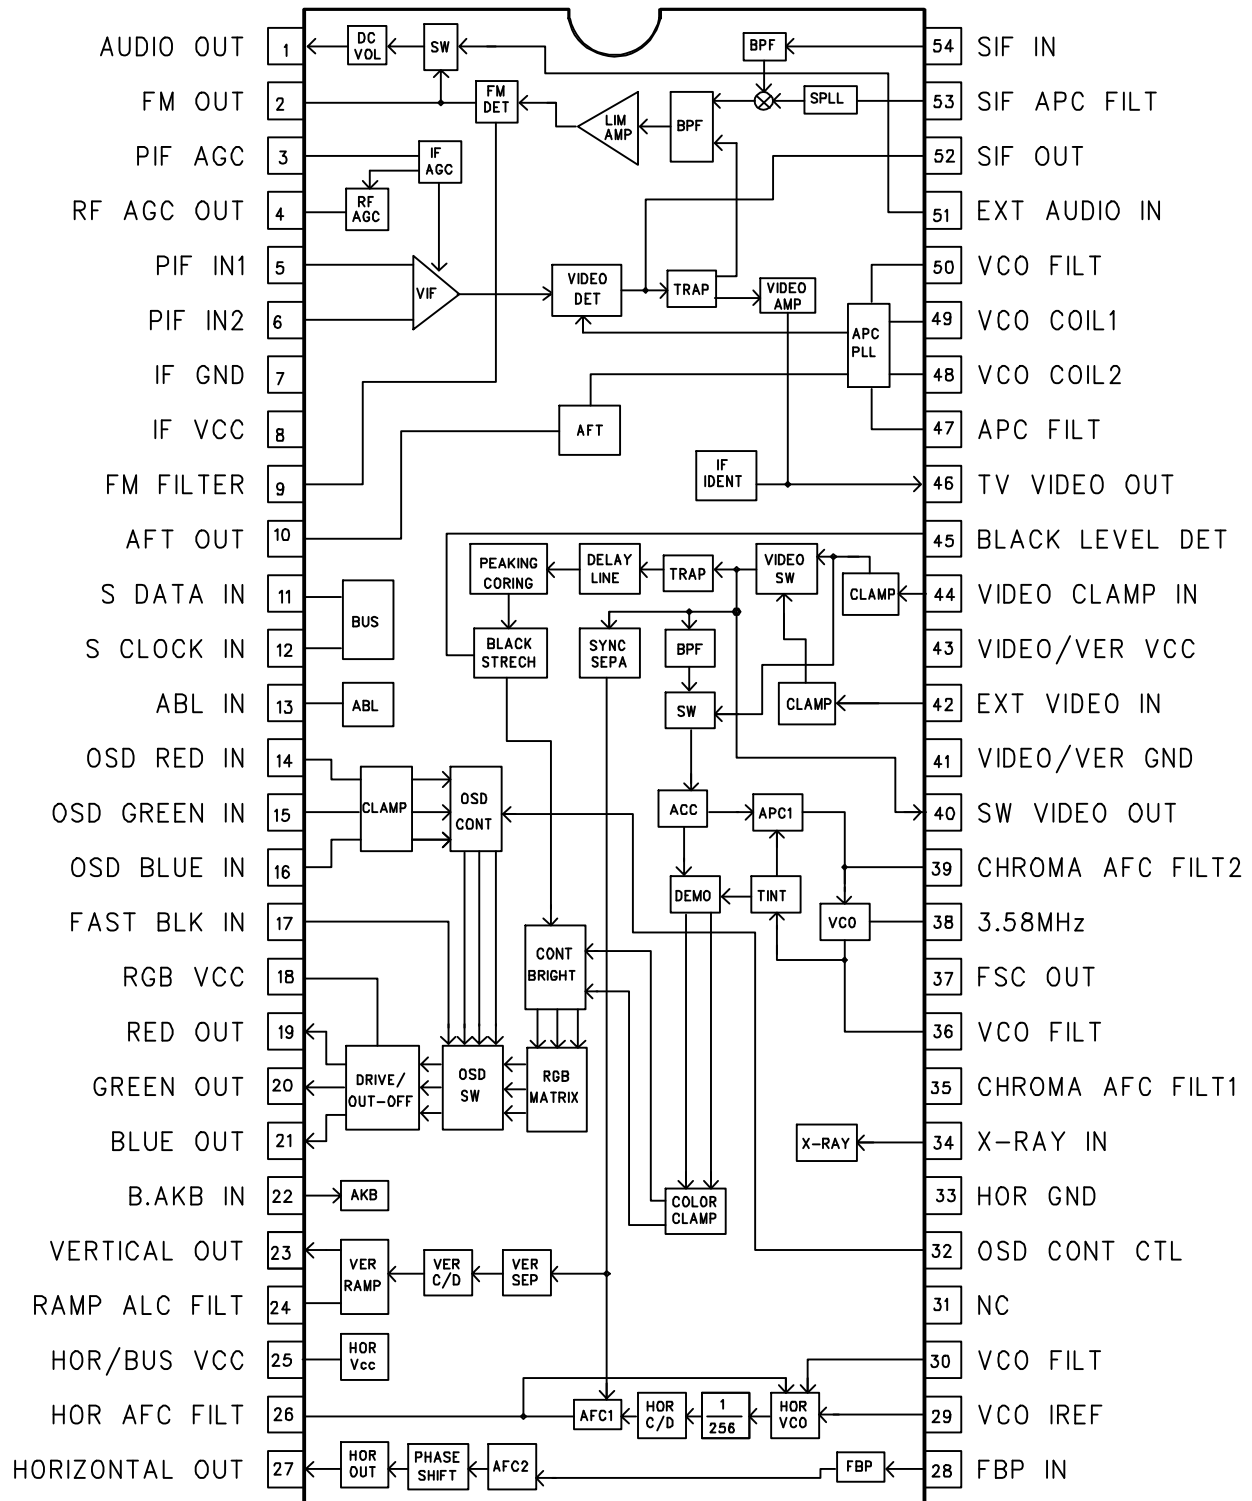 AUDIO OUT 1
FM OUT 2
PIF AGC 3
RF AGC OUT 4
PIF IN1 5
PIF IN2 6
IF GND 7
IF VCC 8
FM FILTER 9
AFT OUT 10
S DATA IN 11
S CLOCK IN 12
ABL IN 13
OSD RED IN 14
OSD GREEN IN 15
OSD BLUE IN 16
FAST BLK IN 17
RGB VCC 18
RED OUT 19
GREEN OUT 20
BLUE OUT 21
B.AKB IN 22
VERTICAL OUT 23
RAMP ALC FILT 24
HOR/BUS VCC 25
HOR AFC FILT 26
HORIZONTAL OUT 27
DC
VOL
SW
BPF
FM
DET
LIM
AMP
BPF
SPLL
IF
AGC
RF
AGC
VIF
VIDEO
DET
TRAP
VIDEO
AMP
APC
PLL
AFT
IF
IDENT
PEAKING
CORING
DELAY
LINE
TRAP
VIDEO
SW
CLAMP
BUS
BLACK
STRECH
SYNC
SEPA
BPF
ABL
SW
CLAMP
CLAMP
OSD
CONT
ACC
APC1
DEMO
TINT
VCO
CONT
BRIGHT
DRIVE/
OUT-OFF
OSD
SW
RGB
MATRIX
X-RAY
AKB
COLOR
CLAMP
VER
RAMP
VER
C/D
VER
SEP
HOR
Vcc
AFC1
HOR
C/D
1
256
HOR
VCO
HOR
OUT
PHASE
SHIFT
AFC2
FBP
54 SIF IN
53 SIF APC FILT
52 SIF OUT
51 EXT AUDIO IN
50 VCO FILT
49 VCO COIL1
48 VCO COIL2
47 APC FILT
46 TV VIDEO OUT
45 BLACK LEVEL DET
44 VIDEO CLAMP IN
43 VIDEO/VER VCC
42 EXT VIDEO IN
41 VIDEO/VER GND
40 SW VIDEO OUT
39 CHROMA AFC FILT2
38 3.58MHz
37 FSC OUT
36 VCO FILT
35 CHROMA AFC FILT1
34 X-RAY IN
33 HOR GND
32 OSD CONT CTL
31 NC
30 VCO FILT
29 VCO IREF
28 FBP IN